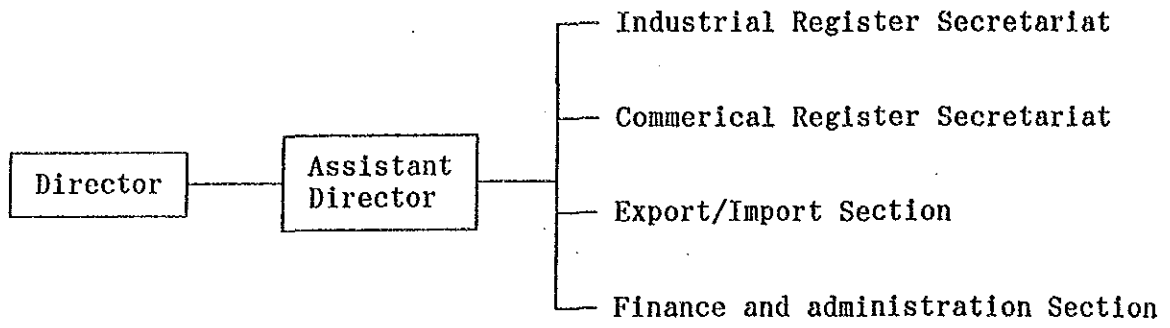 Director
Assistant
Director
Industrial Register Secretariat
Commerical Register Secretariat
Export/Import Section
Finance and administration Section